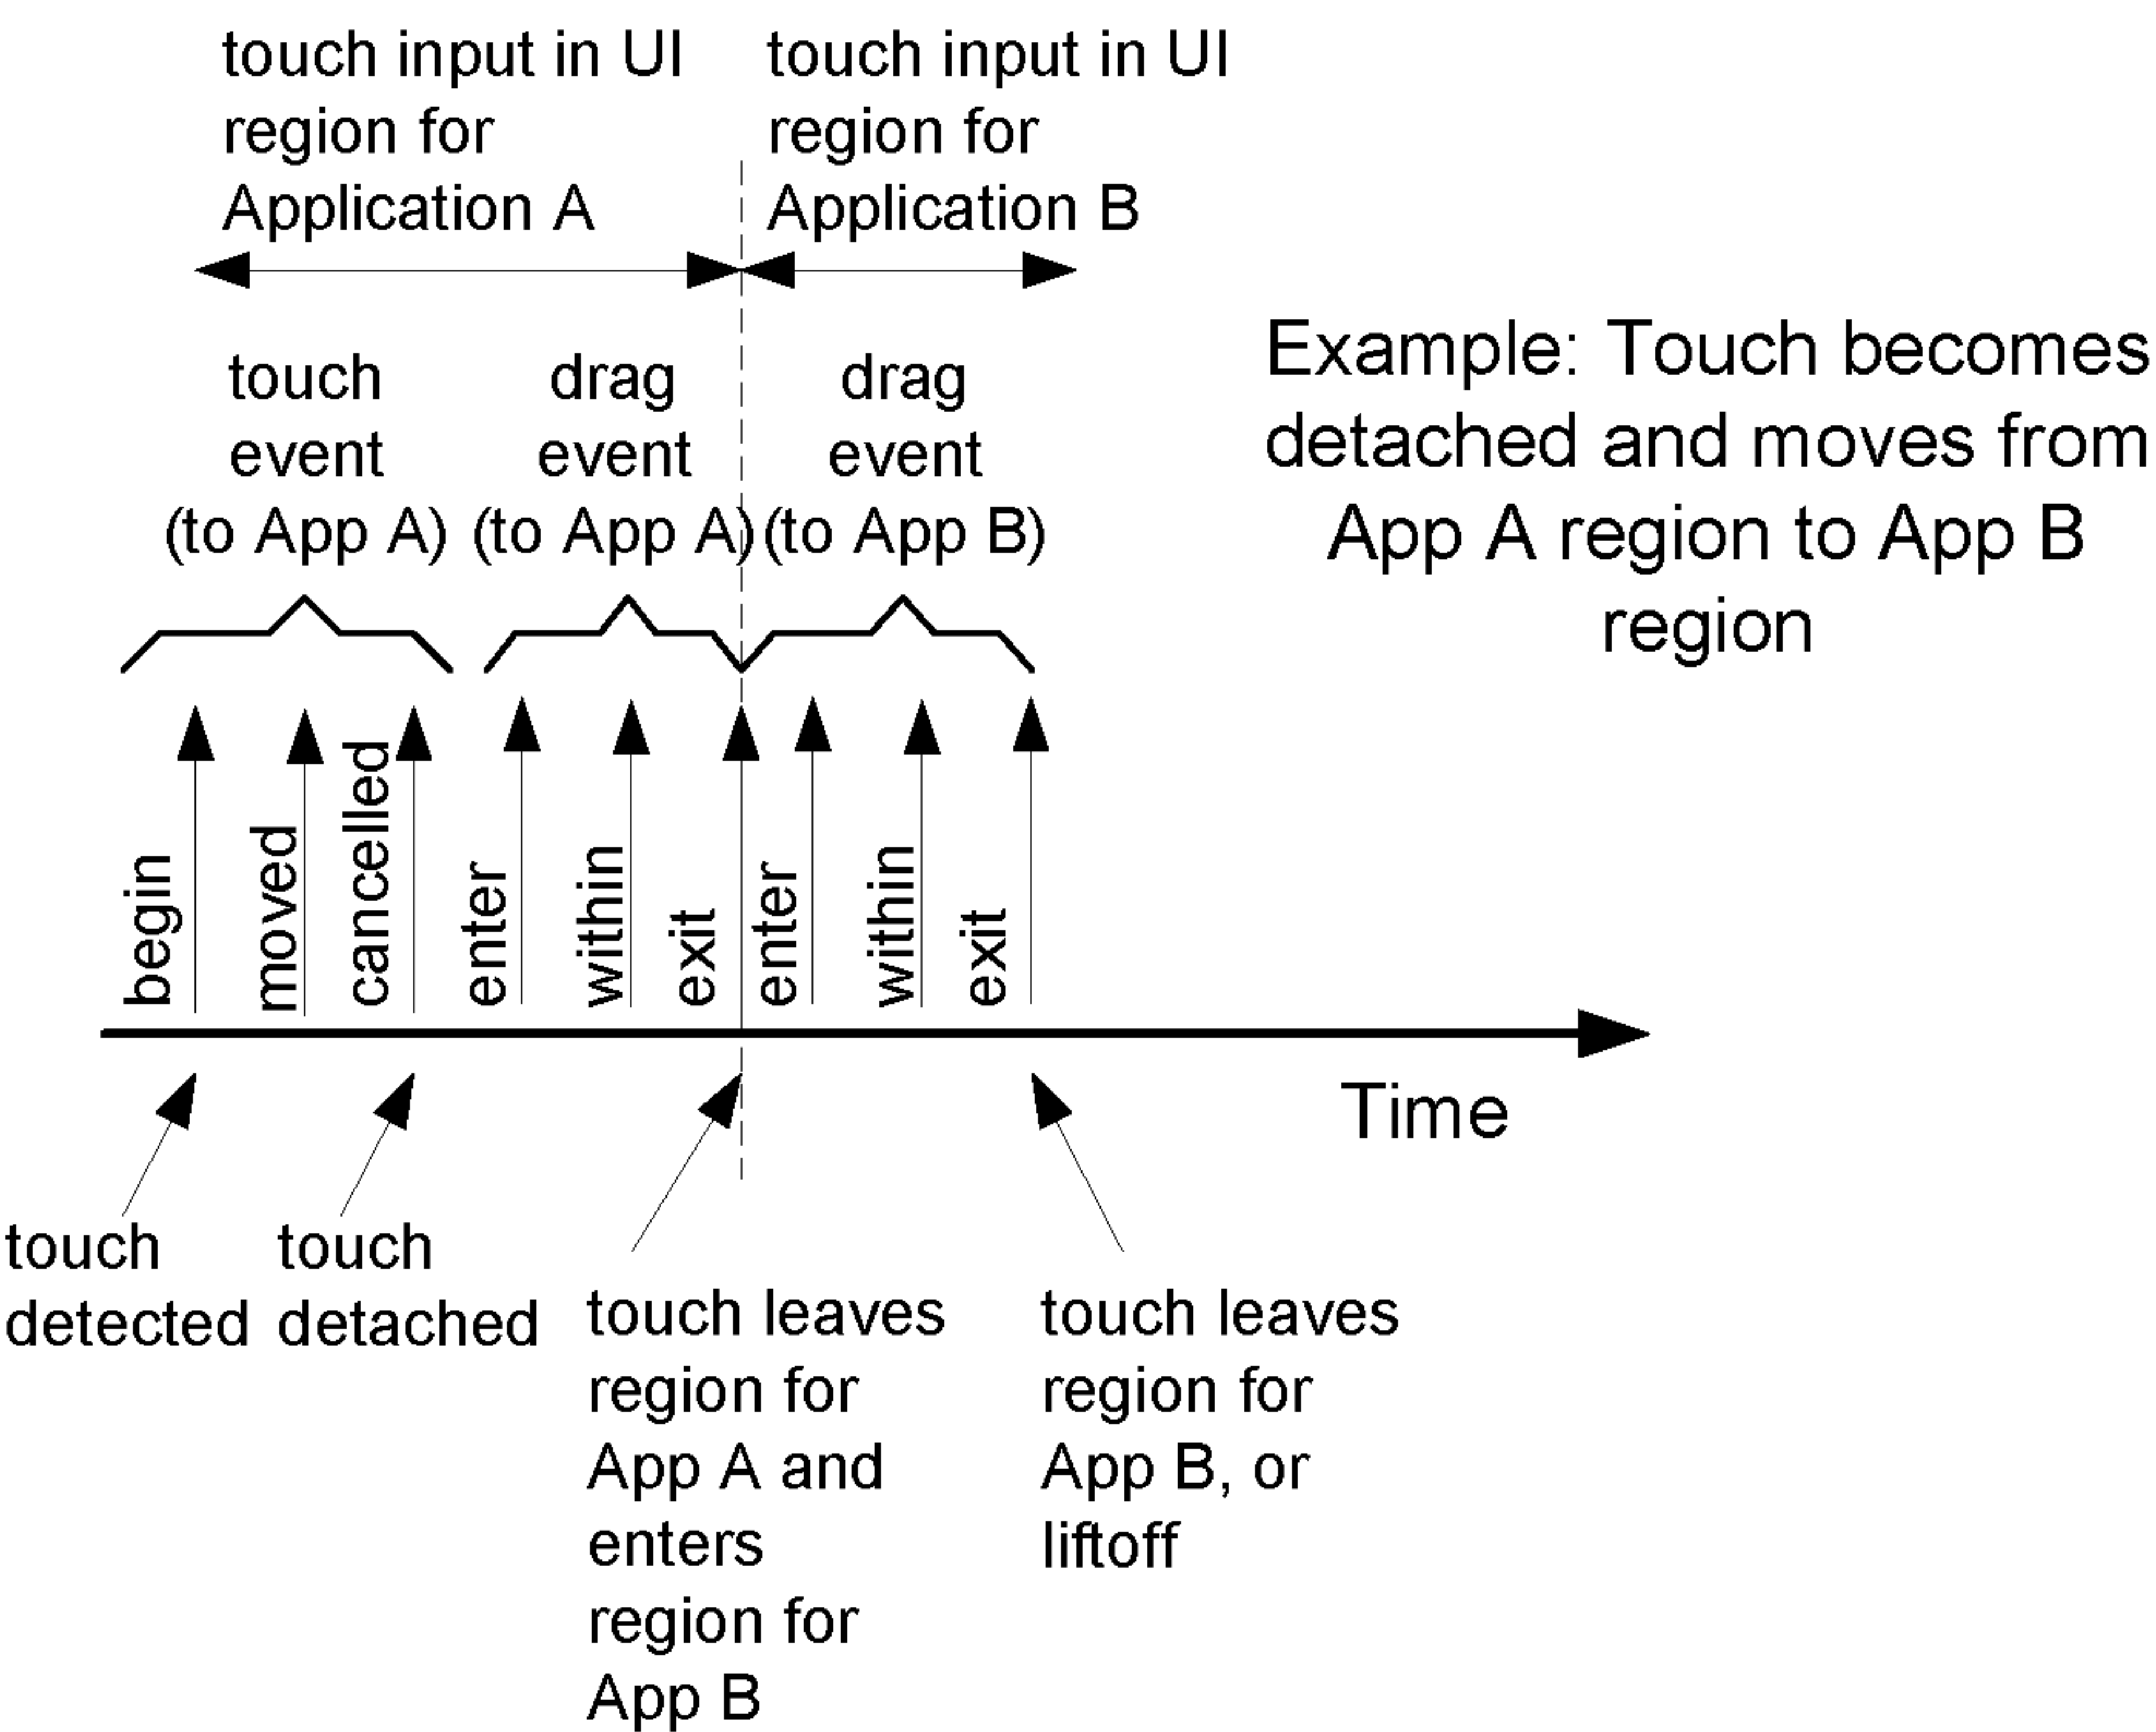 touch input in UI
region for
Application A
touch input in UI
region for
Application B
touch
event
(to App A)
drag
event
(to App A)
drag
event
(to App B)
Example: Touch becomes
detached and moves from
App A region to App B
region
begin
moved
cancelled
enter
within
exit
enter
within
exit
Time
touch
detected
touch
detached
touch leaves
region for
App A and
enters
region for
App B
touch leaves
region for
App B, or
liftoff